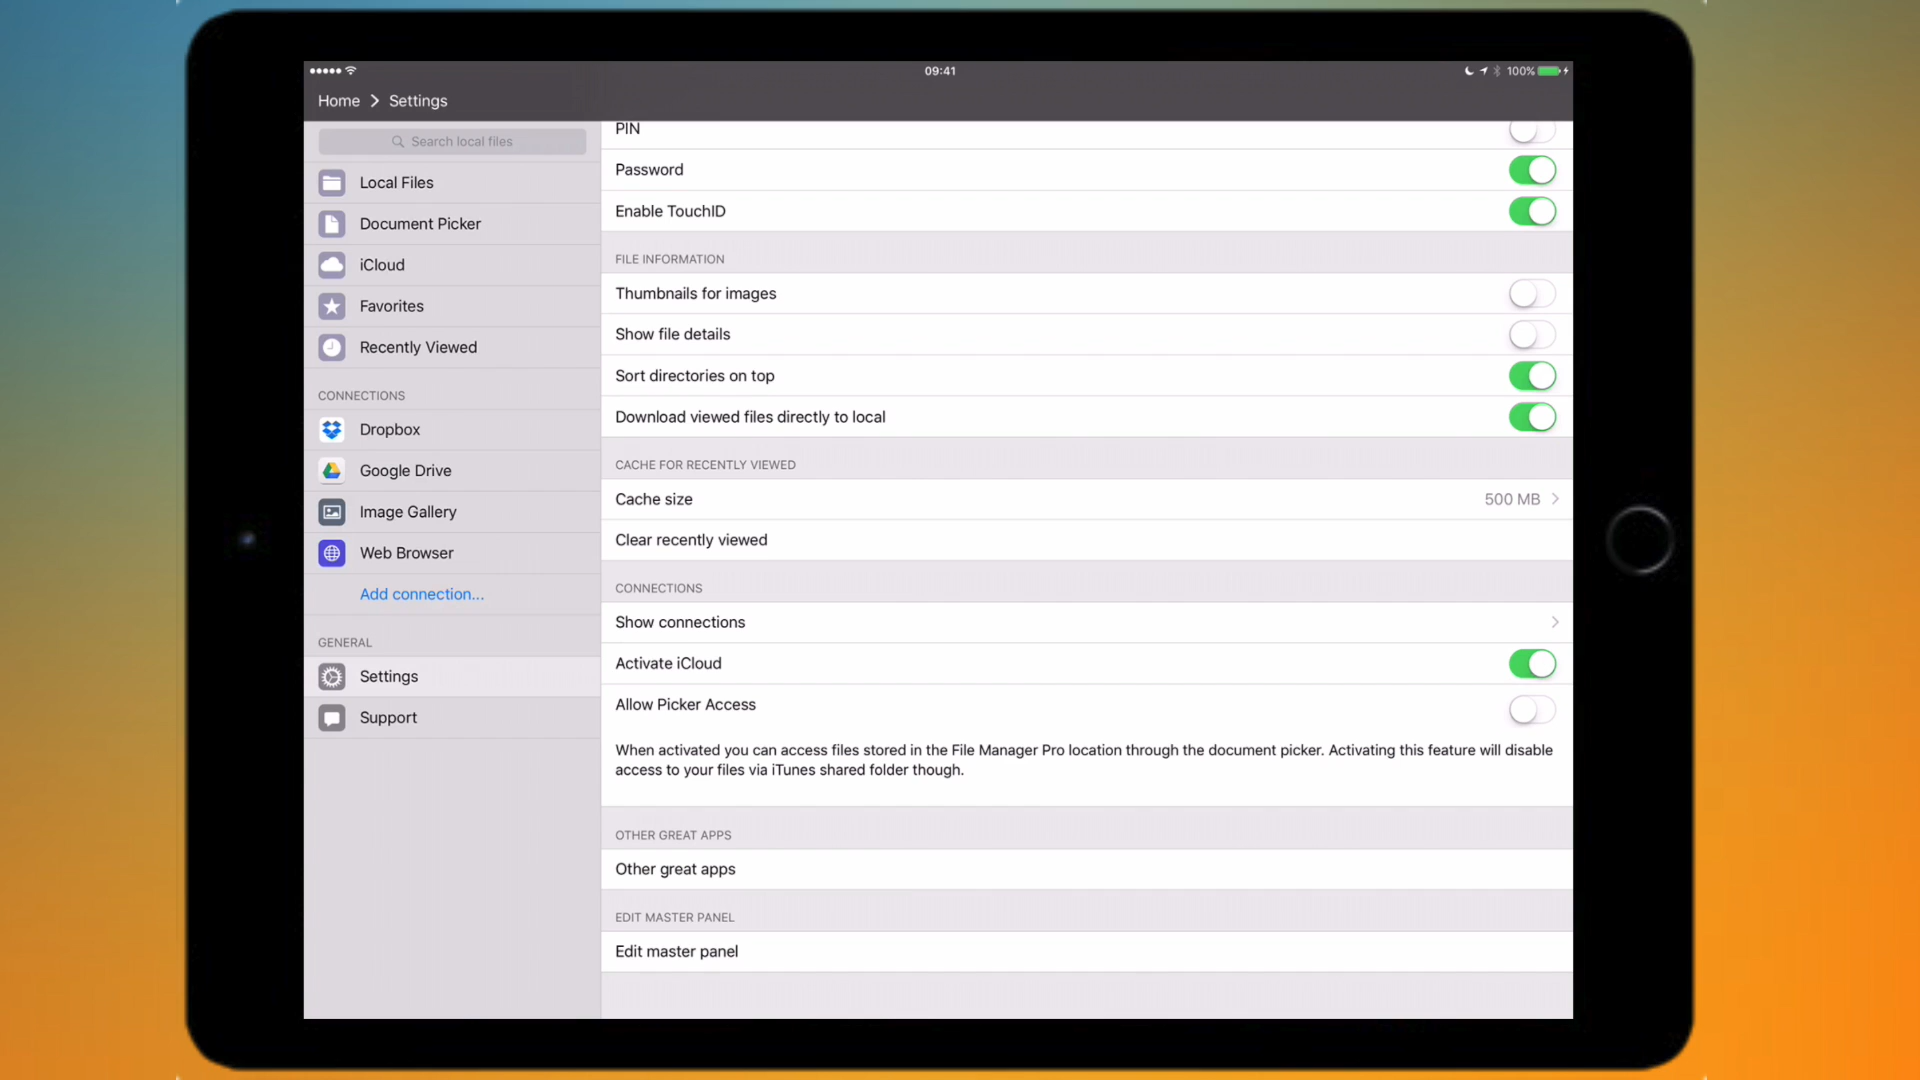 09:41
100%
Home
Settings
Search local files
Local Files
Document Picker
iCloud
Favorites
Recently Viewed
CONNECTIONS
Dropbox
Google Drive
Image Gallery
Web Browser
Add connection...
GENERAL
Settings
Support
PIN
Password
Enable TouchID
FILE INFORMATION
Thumbnails for images
Show file details
Sort directories on top
Download viewed files directly to local
CACHE FOR RECENTLY VIEWED
Cache size
500 MB
Clear recently viewed
CONNECTIONS
Show connections
Activate iCloud
Allow Picker Access
When activated you can access files stored in the File Manager Pro location through the document picker. Activating this feature will disable
access to your files via iTunes shared folder though.
OTHER GREAT APPS
Other great apps
EDIT MASTER PANEL
Edit master panel